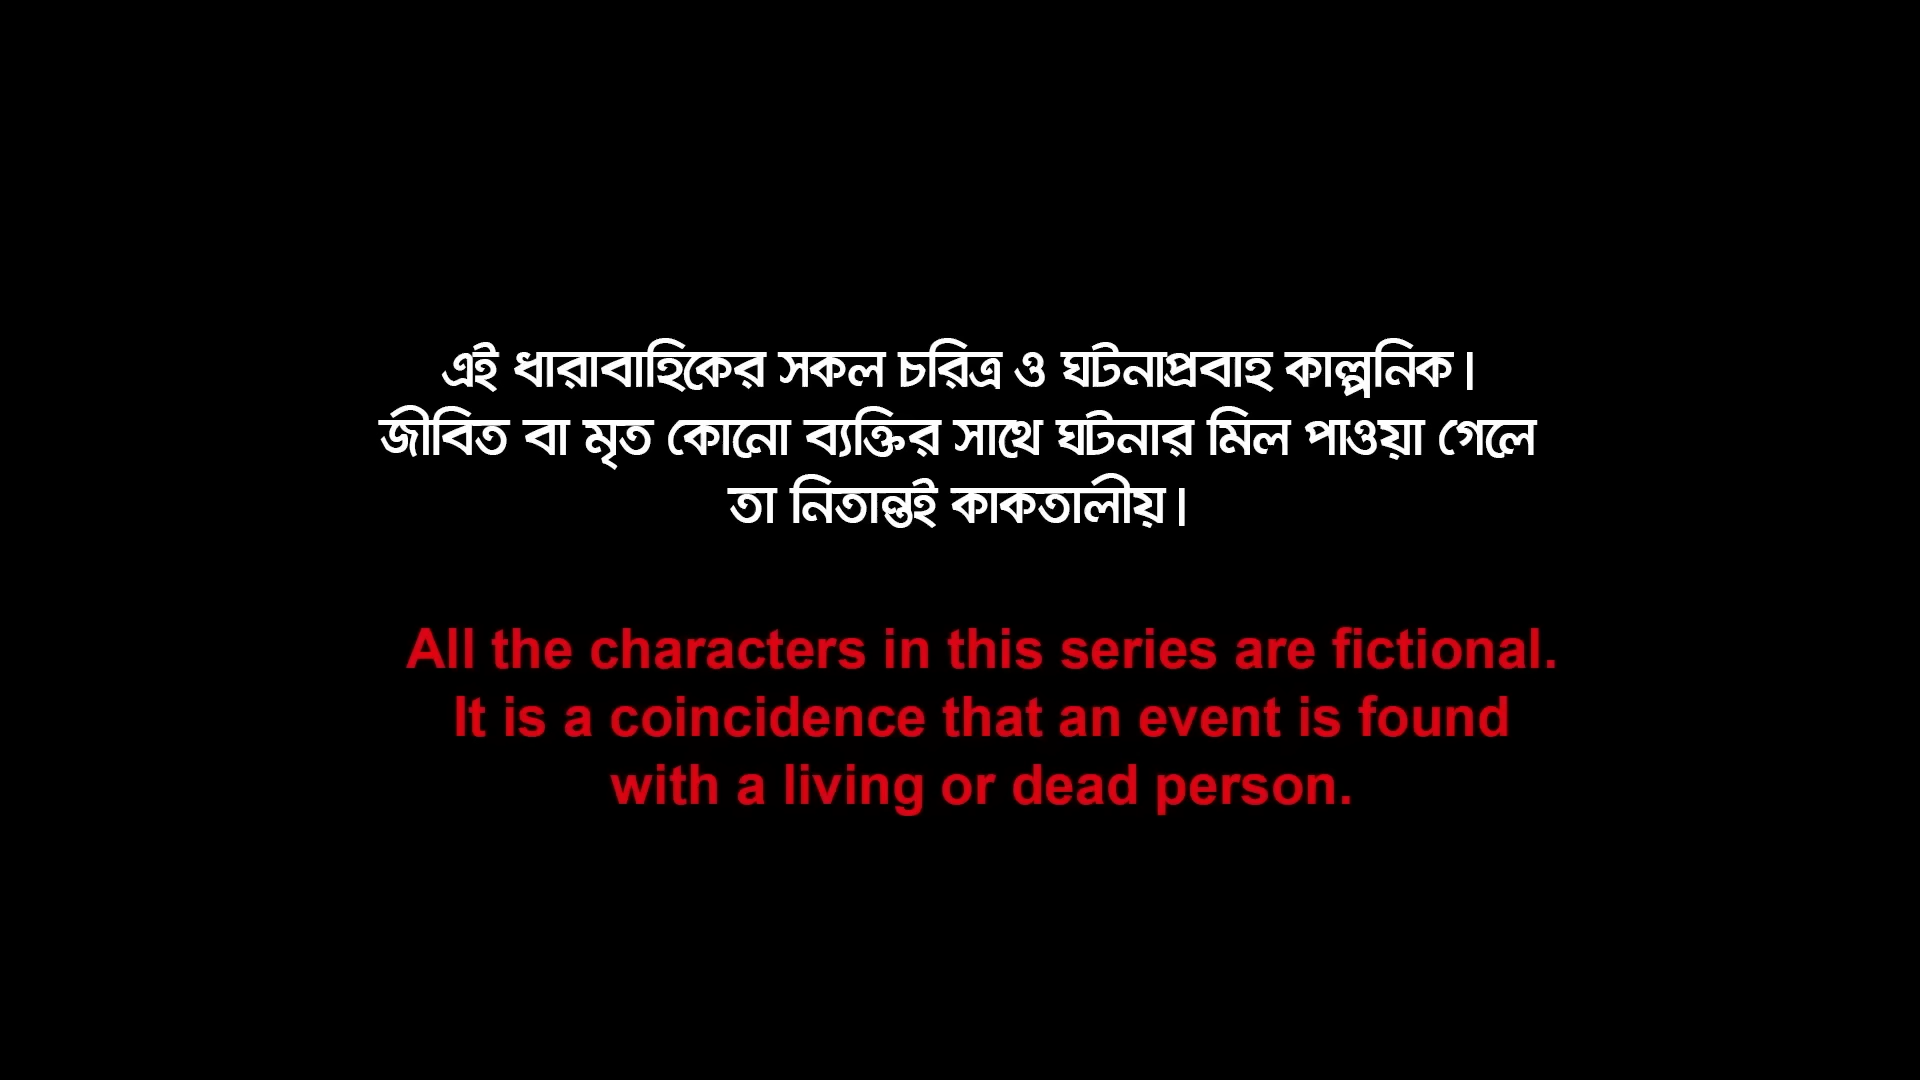 এই ধারাবাহিকের সকল চরিত্র ও ঘটনাপ্রবাহ কাল্পনিক।
জীবিত বা মৃত কোনো ব্যক্তির সাথে ঘটনার মিল পাওয়া গেলে
তা নিতান্তই কাকতালীয়।
All the characters in this series are fictional.
It is a coincidence that an event is found
with a living or dead person.